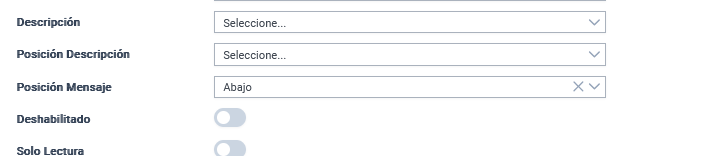 Descripción Seleccione...
Posición Descripción Seleccione...
Posición Mensaje Abajo
Deshabilitado
Solo Lectura